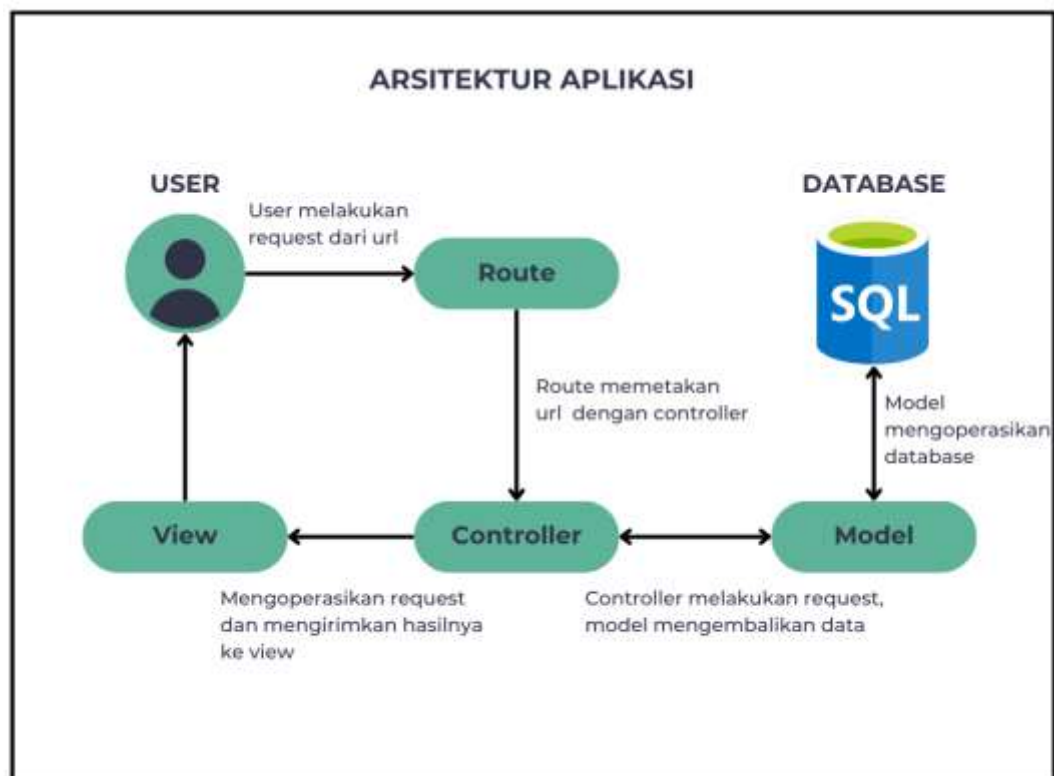 ARSITEKTUR APLIKASI
USER
DATABASE
User melakukan
request dari url
Route
SQL
Route memetakan
url dengan controller
Model
mengoperasikan
database
View
Controller
Model
Mengoperasikan request
dan mengirimkan hasilnya
ke view
Controller melakukan request,
model mengembalikan data